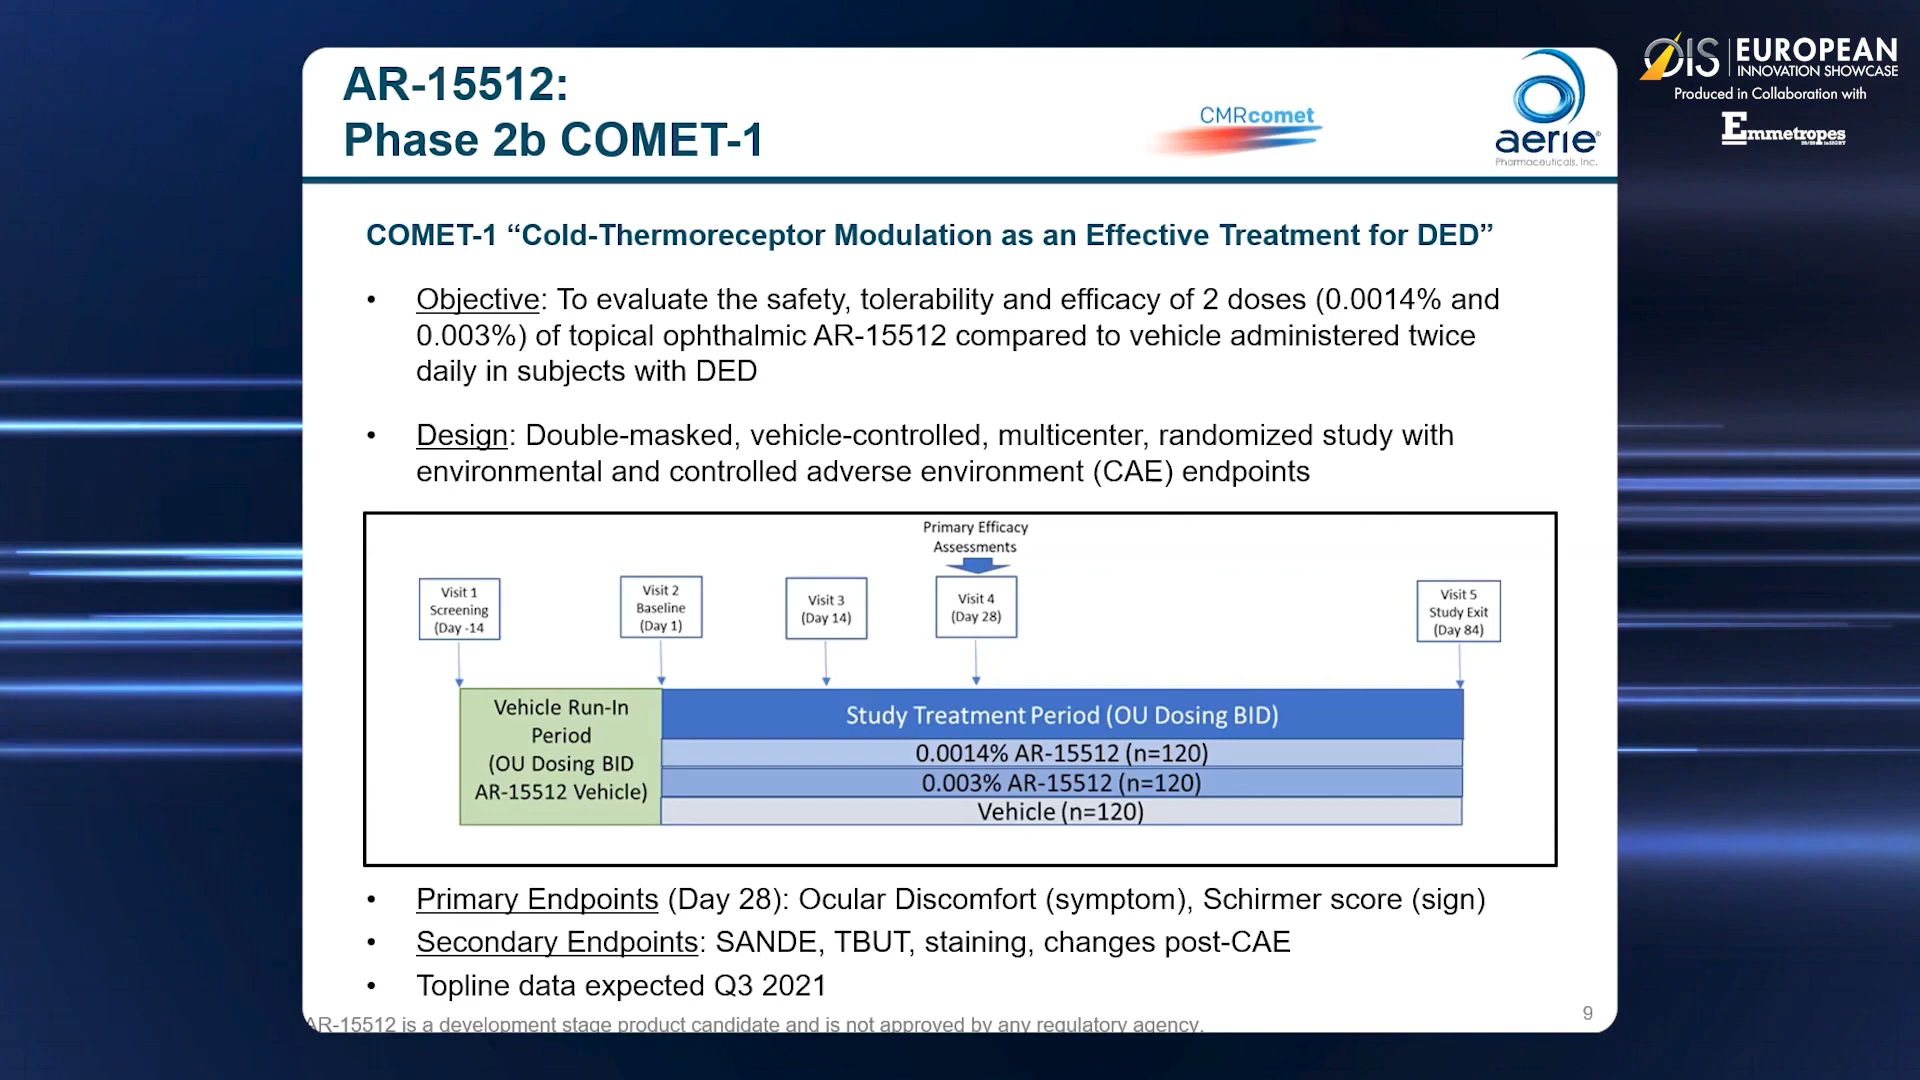 AR-15512:
Phase 2b COMET-1
CMRcomet
aerie
Pharmaceuticals, Inc.
OIS EUROPEAN
INNOVATION SHOWCASE
Produced in Collaboration with
Emmetropes
COMET-1 “Cold-Thermoreceptor Modulation as an Effective Treatment for DED”
• Objective: To evaluate the safety, tolerability and efficacy of 2 doses (0.0014% and
0.003%) of topical ophthalmic AR-15512 compared to vehicle administered twice
daily in subjects with DED
• Design: Double-masked, vehicle-controlled, multicenter, randomized study with
environmental and controlled adverse environment (CAE) endpoints
Primary Efficacy
Assessments
Visit 1
Screening
(Day -14
Visit 2
Baseline
(Day 1)
Visit 3
(Day 14)
Visit 4
(Day 28)
Visit 5
Study Exit
(Day 84)
Vehicle Run-In
Period
(OU Dosing BID
AR-15512 Vehicle)
Study Treatment Period (OU Dosing BID)
0.0014% AR-15512 (n=120)
0.003% AR-15512 (n=120)
Vehicle (n=120)
• Primary Endpoints (Day 28): Ocular Discomfort (symptom), Schirmer score (sign)
• Secondary Endpoints: SANDE, TBUT, staining, changes post-CAE
• Topline data expected Q3 2021
AR-15512 is a development stage product candidate and is not approved by any regulatory agency.
9